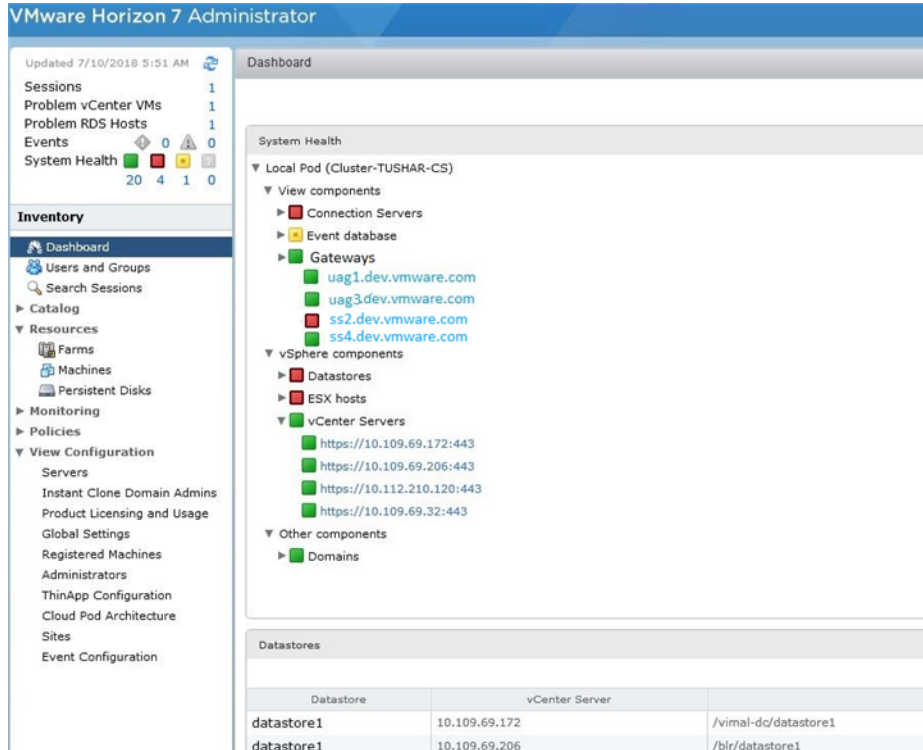 VMware Horizon 7 Administrator
Updated 7/10/2018 5:51 AM
Sessions 1
Problem vCenter VMs 1
Problem RDS Hosts 1
Events 0 0
System Health
20 4 1 0
Inventory
Dashboard
Users and Groups
Search Sessions
Catalog
Resources
Farms
Machines
Persistent Disks
Monitoring
Policies
View Configuration
Servers
Instant Clone Domain Admins
Product Licensing and Usage
Global Settings
Registered Machines
Administrators
ThinApp Configuration
Cloud Pod Architecture
Sites
Event Configuration
Dashboard
System Health
Local Pod (Cluster-TUSHAR-CS)
View components
Connection Servers
Event database
Gateways
uag1.dev.vmware.com
uag3.dev.vmware.com
ss2.dev.vmware.com
ss4.dev.vmware.com
vSphere components
Datastores
ESX hosts
vCenter Servers
https://10.109.69.172:443
https://10.109.69.206:443
https://10.112.210.120:443
https://10.109.69.32:443
Other components
Domains
Datastores
Datastore vCenter Server
datastore1 10.109.69.172 /vimal-dc/datastore1
datastore1 10.109.69.206 /blr/datastore1